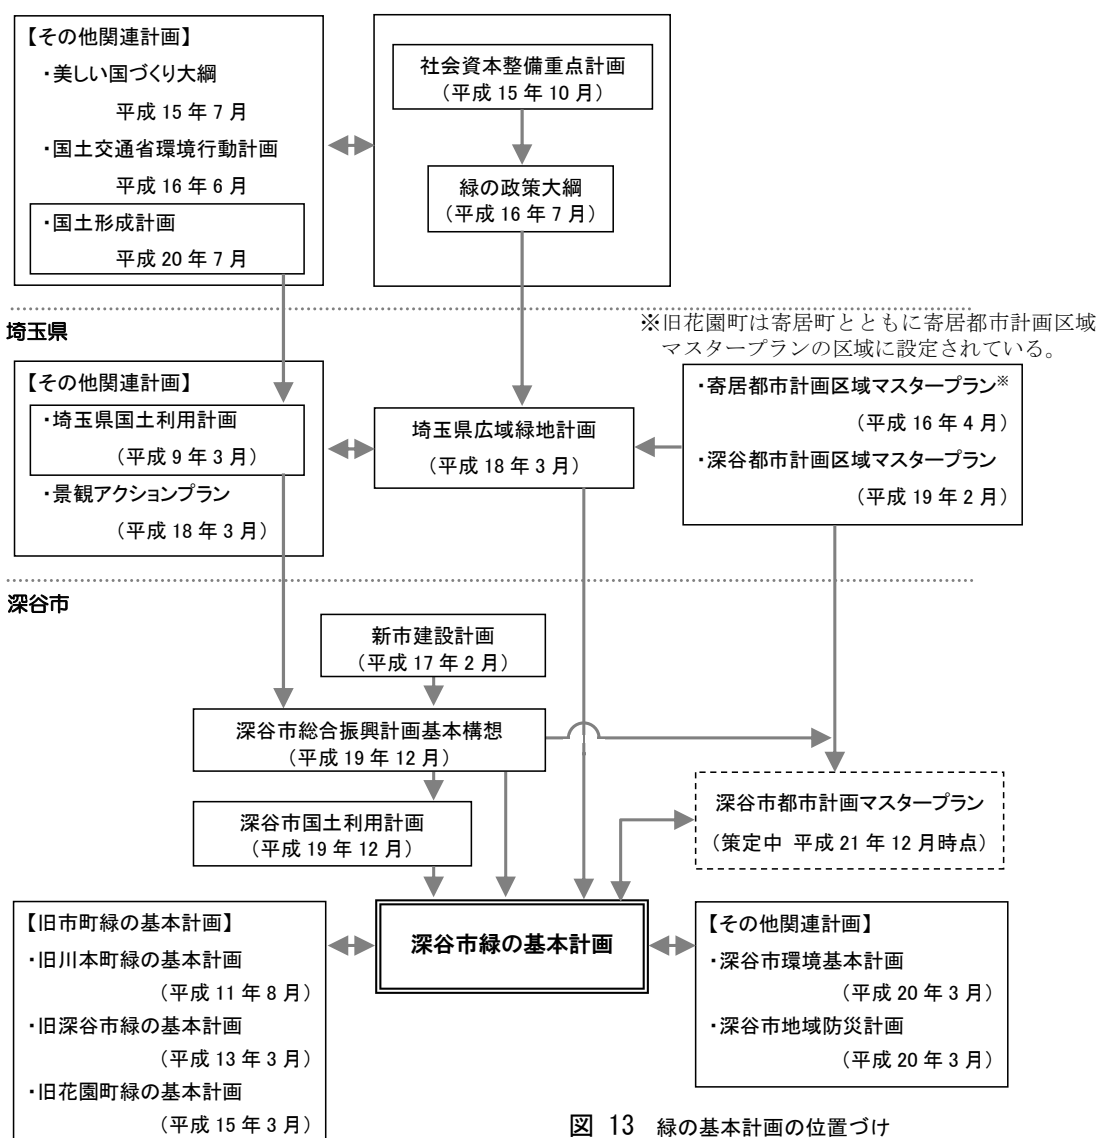 【その他関連計画】
・美しい国づくり大綱
平成 15 年 7 月
・国土交通省環境行動計画
平成 16 年 6 月
・国土形成計画
平成 20 年 7 月
社会資本整備重点計画
（平成 15 年 10 月）
緑の政策大綱
（平成 16 年 7 月）
埼玉県
※旧花園町は寄居町とともに寄居都市計画区域
マスタープランの区域に設定されている。
【その他関連計画】
・埼玉県国土利用計画
（平成 9 年 3 月）
・景観アクションプラン
（平成 18 年 3 月）
埼玉県広域緑地計画
（平成 18 年 3 月）
・寄居都市計画区域マスタープラン※
（平成 16 年 4 月）
・深谷都市計画区域マスタープラン
（平成 19 年 2 月）
深谷市
新市建設計画
（平成 17 年 2 月）
深谷市総合振興計画基本構想
（平成 19 年 12 月）
深谷市国土利用計画
（平成 19 年 12 月）
深谷市都市計画マスタープラン
（策定中 平成 21 年 12 月時点）
【旧市町緑の基本計画】
・旧川本町緑の基本計画
（平成 11 年 8 月）
・旧深谷市緑の基本計画
（平成 13 年 3 月）
・旧花園町緑の基本計画
（平成 15 年 3 月）
深谷市緑の基本計画
【その他関連計画】
・深谷市環境基本計画
（平成 20 年 3 月）
・深谷市地域防災計画
（平成 20 年 3 月）
図 13 緑の基本計画の位置づけ